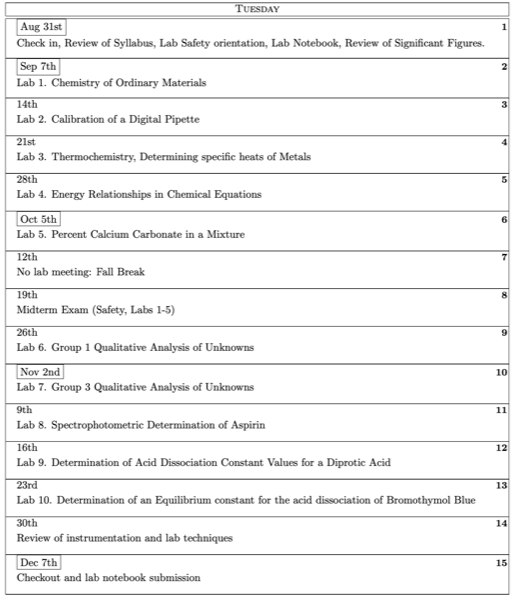 TUESDAY
Aug 31st 1
Check in, Review of Syllabus, Lab Safety orientation, Lab Notebook, Review of Significant Figures.
Sep 7th 2
Lab 1. Chemistry of Ordinary Materials
14th 3
Lab 2. Calibration of a Digital Pipette
21st 4
Lab 3. Thermochemistry, Determining specific heats of Metals
28th 5
Lab 4. Energy Relationships in Chemical Equations
Oct 5th 6
Lab 5. Percent Calcium Carbonate in a Mixture
12th 7
No lab meeting: Fall Break
19th 8
Midterm Exam (Safety, Labs 1-5)
26th 9
Lab 6. Group 1 Qualitative Analysis of Unknowns
Nov 2nd 10
Lab 7. Group 3 Qualitative Analysis of Unknowns
9th 11
Lab 8. Spectrophotometric Determination of Aspirin
16th 12
Lab 9. Determination of Acid Dissociation Constant Values for a Diprotic Acid
23rd 13
Lab 10. Determination of an Equilibrium constant for the acid dissociation of Bromothymol Blue
30th 14
Review of instrumentation and lab techniques
Dec 7th 15
Checkout and lab notebook submission